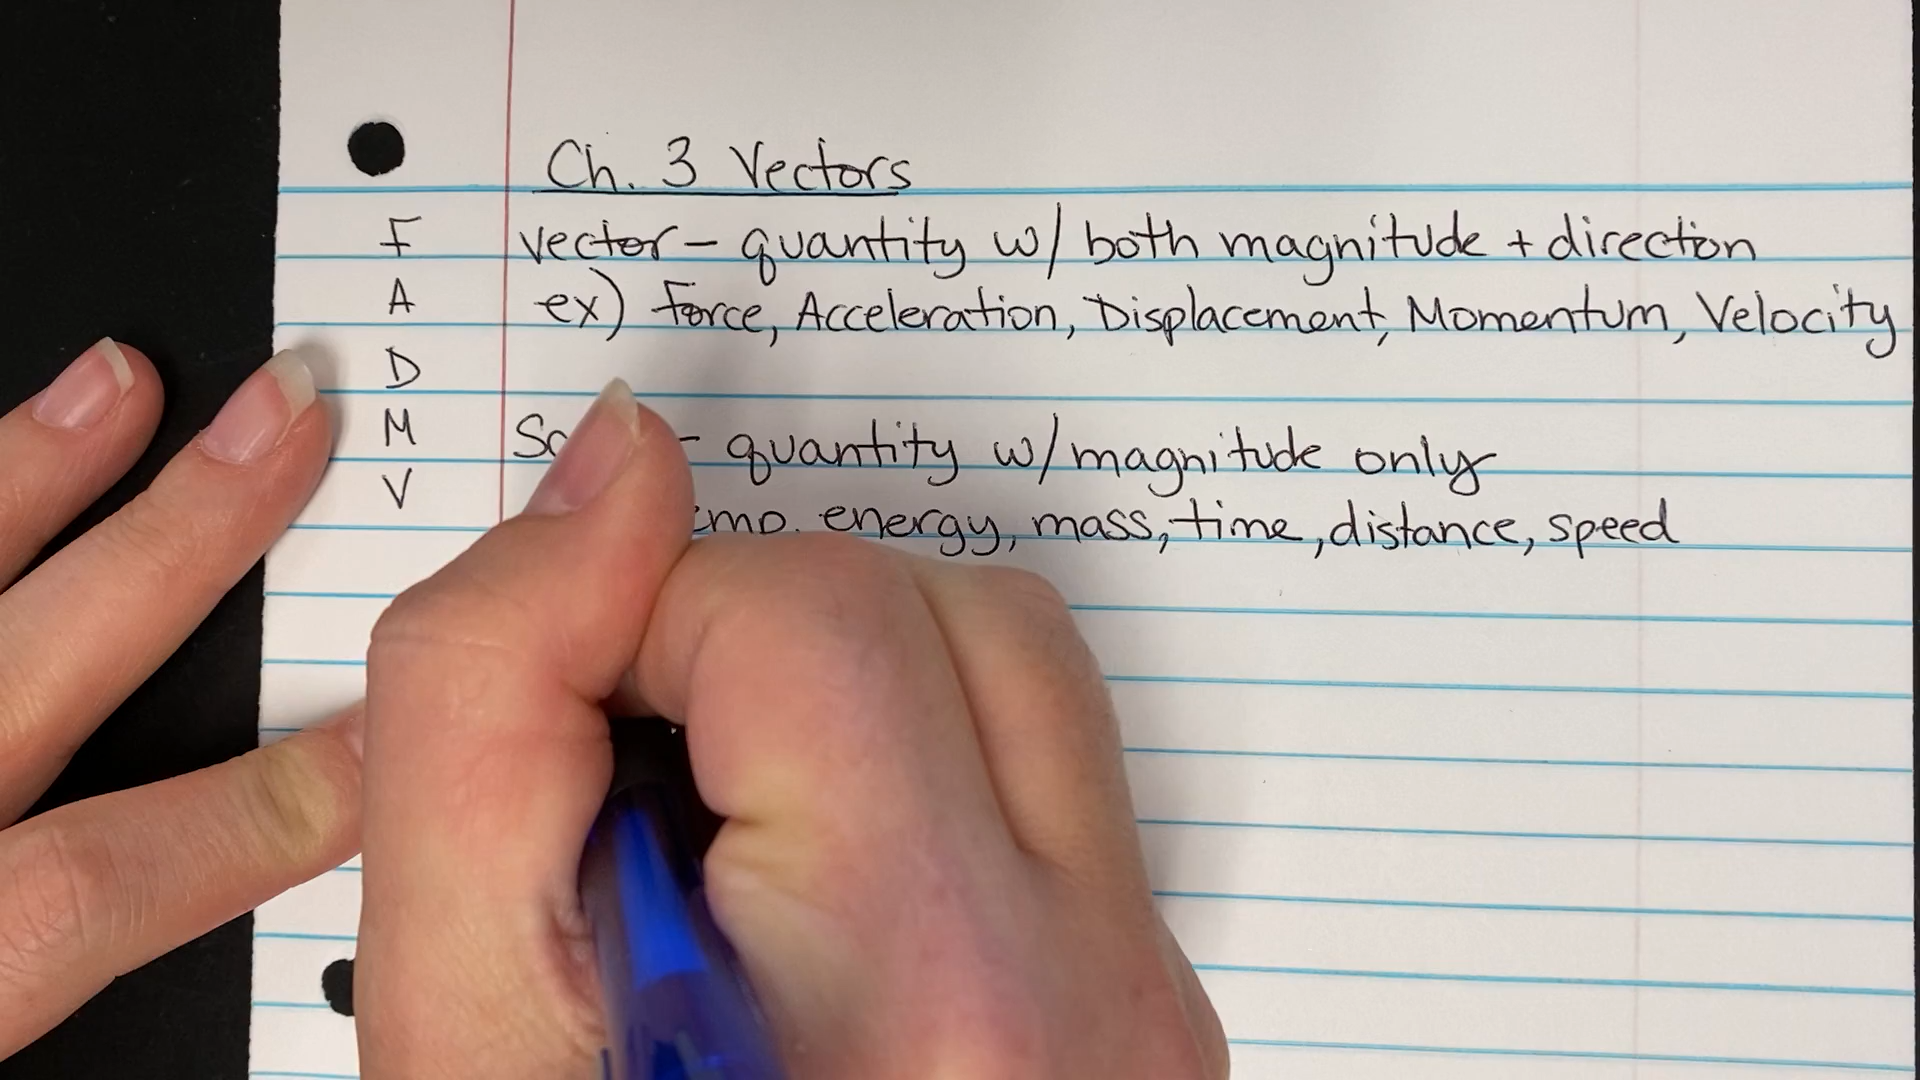 Ch. 3 Vectors
F
vector - quantity w/ both magnitude + direction
A
ex) Force, Acceleration, Displacement, Momentum, Velocity
D
M
- quantity w/ magnitude only
V
energy, mass, time, distance, speed